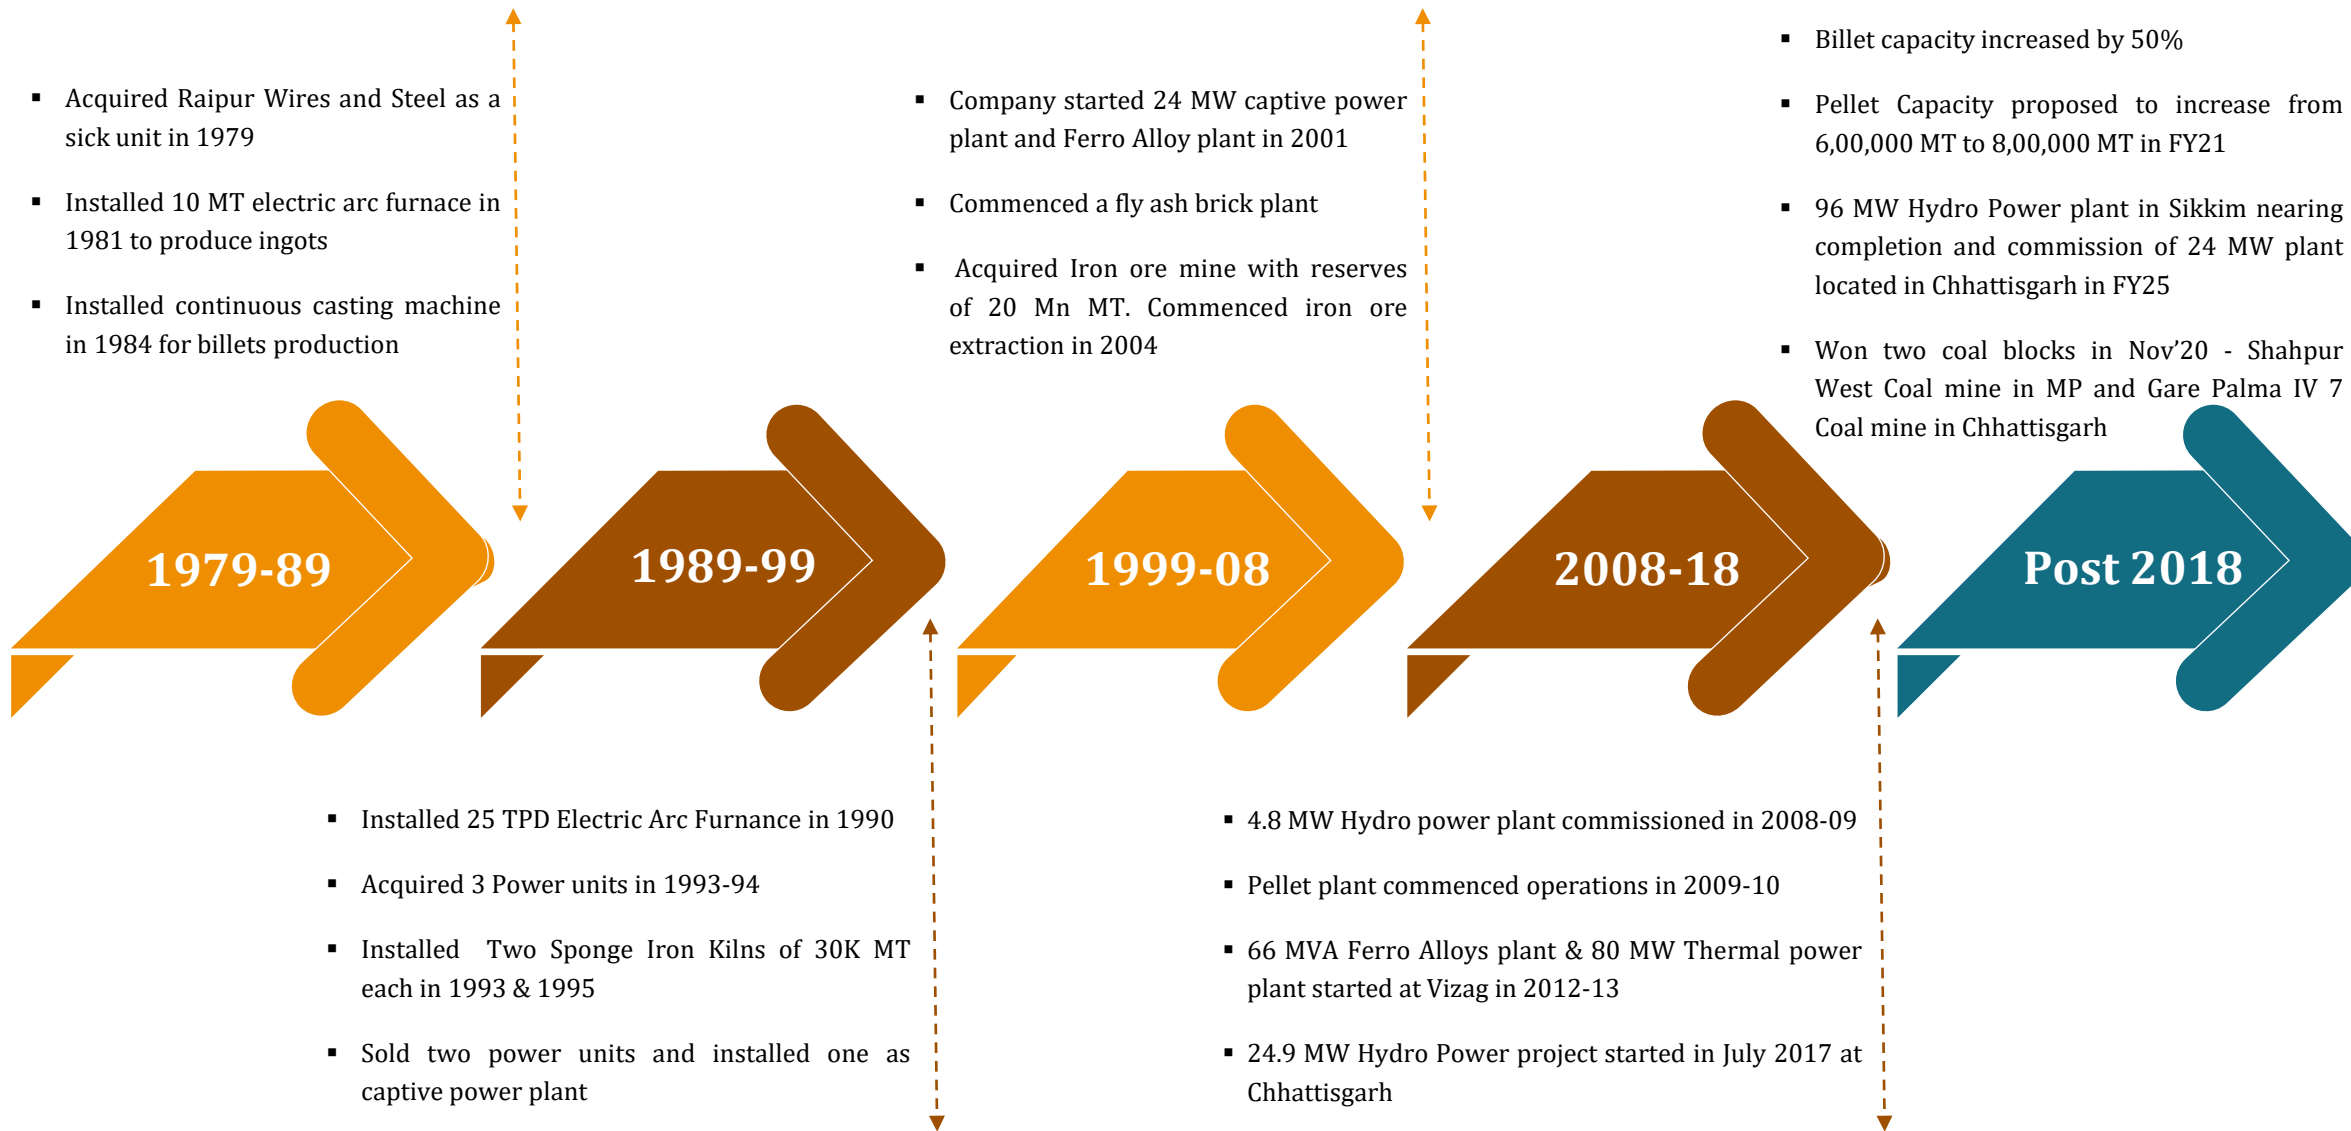 ▪ Acquired Raipur Wires and Steel as a
sick unit in 1979
▪ Installed 10 MT electric arc furnace in
1981 to produce ingots
▪ Installed continuous casting machine
in 1984 for billets production
▪ Company started 24 MW captive power
plant and Ferro Alloy plant in 2001
▪ Commenced a fly ash brick plant
▪ Acquired Iron ore mine with reserves
of 20 Mn MT. Commenced iron ore
extraction in 2004
▪ Billet capacity increased by 50%
▪ Pellet Capacity proposed to increase from
6,00,000 MT to 8,00,000 MT in FY21
▪ 96 MW Hydro Power plant in Sikkim nearing
completion and commission of 24 MW plant
located in Chhattisgarh in FY25
▪ Won two coal blocks in Nov’20 - Shahpur
West Coal mine in MP and Gare Palma IV 7
Coal mine in Chhattisgarh
1979-89
1989-99
1999-08
2008-18
Post 2018
▪ Installed 25 TPD Electric Arc Furnance in 1990
▪ Acquired 3 Power units in 1993-94
▪ Installed Two Sponge Iron Kilns of 30K MT
each in 1993 & 1995
▪ Sold two power units and installed one as
captive power plant
▪ 4.8 MW Hydro power plant commissioned in 2008-09
▪ Pellet plant commenced operations in 2009-10
▪ 66 MVA Ferro Alloys plant & 80 MW Thermal power
plant started at Vizag in 2012-13
▪ 24.9 MW Hydro Power project started in July 2017 at
Chhattisgarh